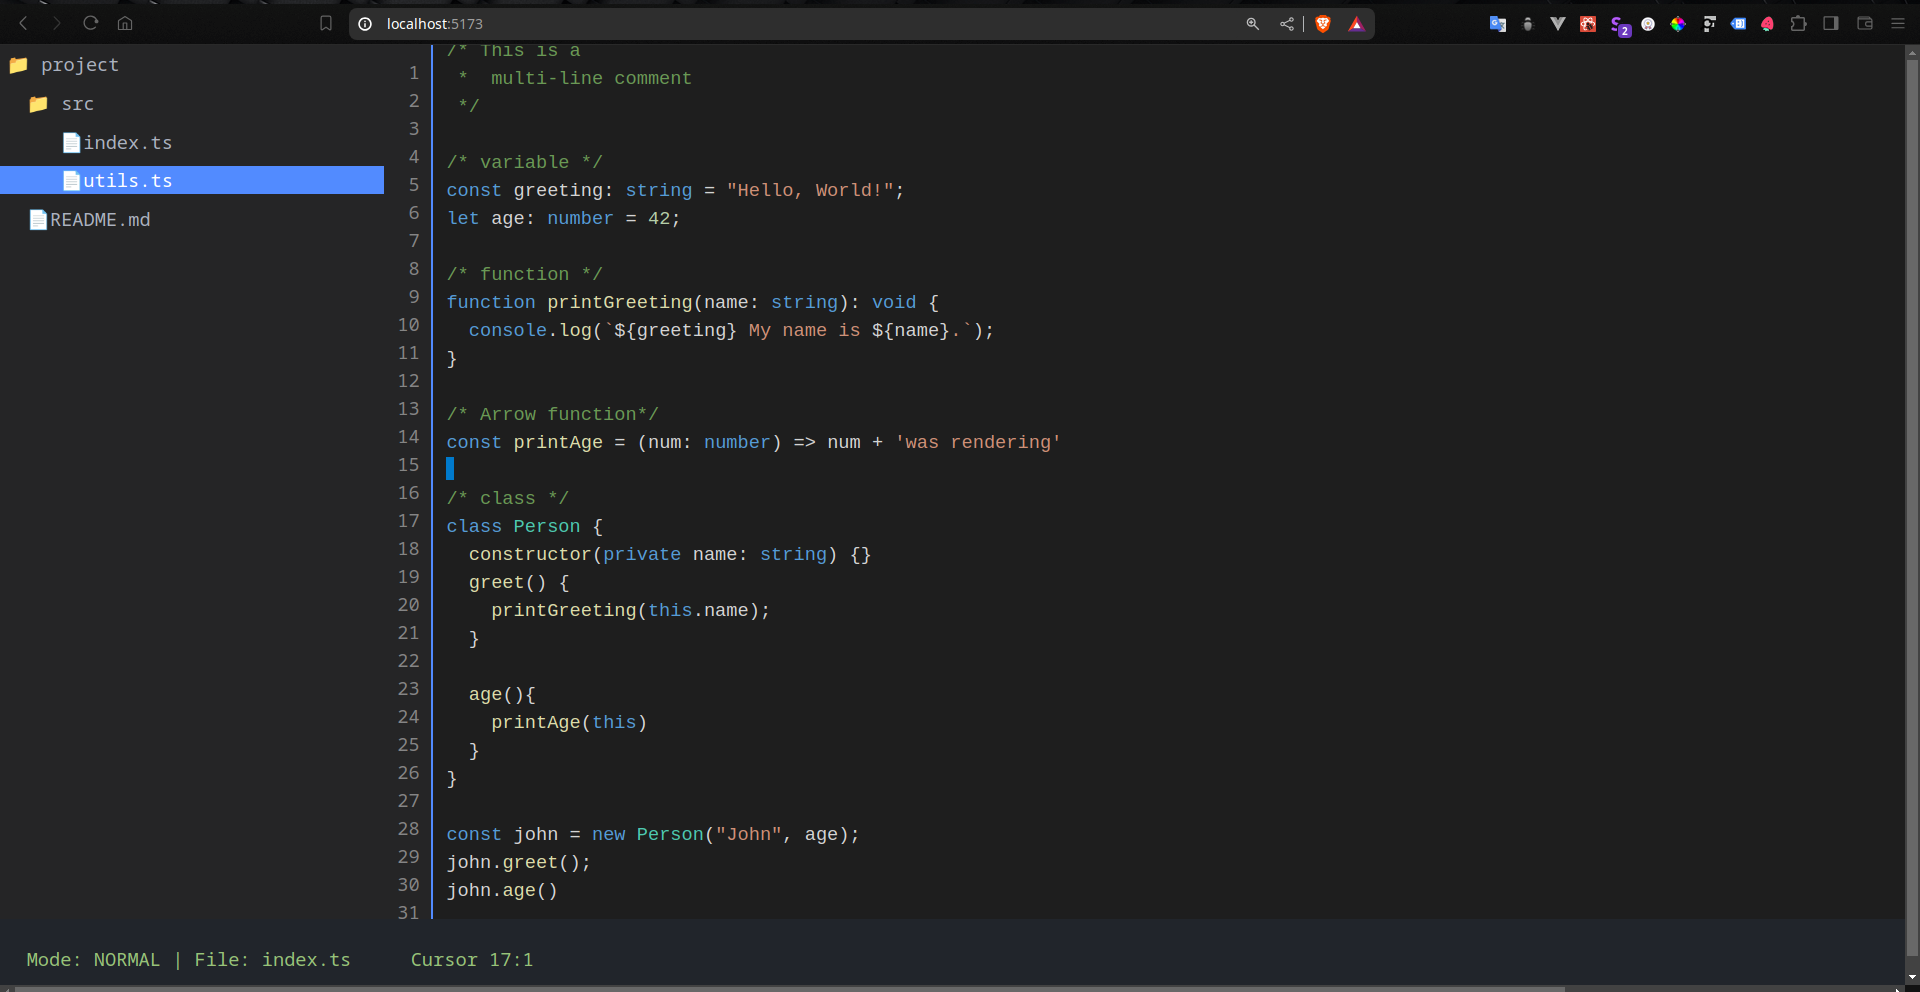 localhost:5173
2
project
src
index.ts
utils.ts
README.md
/* This is a
1
 *  multi-line comment
2
 */
3
4
/* variable */
5
const greeting: string = "Hello, World!";
6
let age: number = 42;
7
8
/* function */
9
function printGreeting(name: string): void {
10
  console.log(`${greeting} My name is ${name}.`);
11
}
12
13
/* Arrow function*/
14
const printAge = (num: number) => num + 'was rendering'
15
16
/* class */
17
class Person {
18
  constructor(private name: string) {}
19
  greet() {
20
    printGreeting(this.name);
21
  }
22
23
  age(){
24
    printAge(this)
25
  }
26
}
27
28
const john = new Person("John", age);
29
john.greet();
30
john.age()
31
Mode: NORMAL | File: index.ts
Cursor 17:1